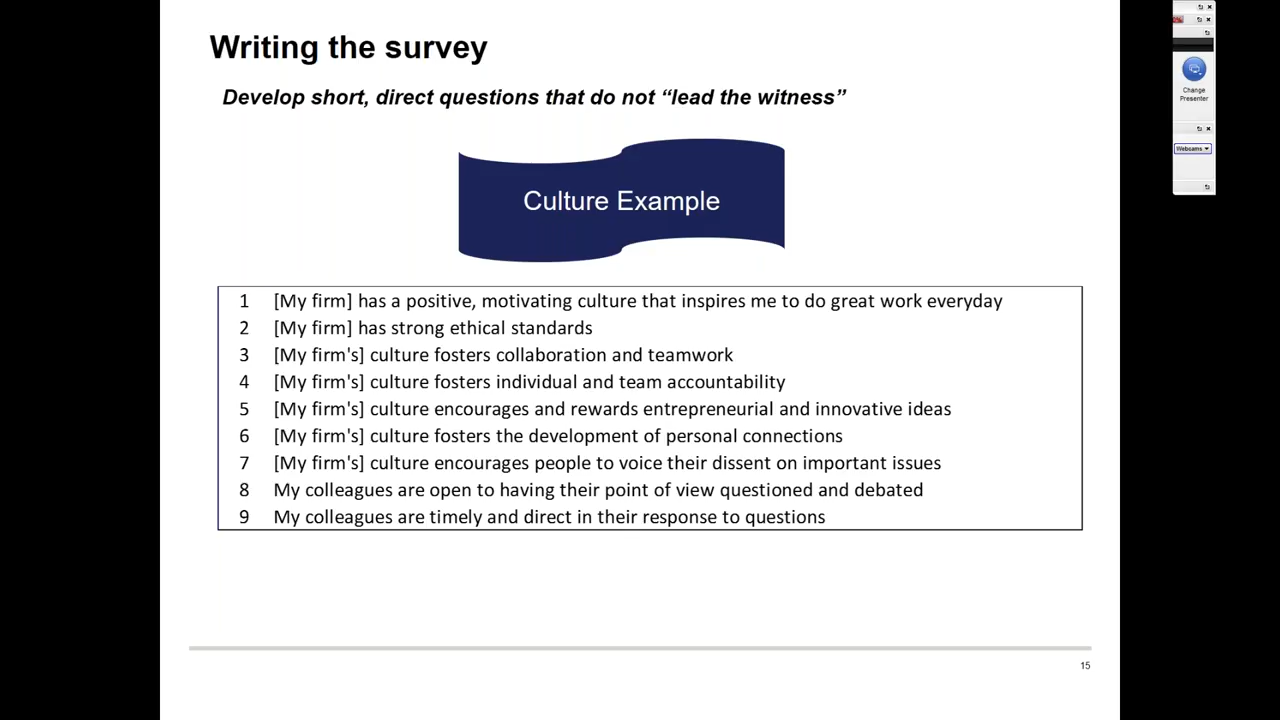 Writing the survey
Develop short, direct questions that do not “lead the witness”
Culture Example
1 [My firm] has a positive, motivating culture that inspires me to do great work everyday
2 [My firm] has strong ethical standards
3 [My firm's] culture fosters collaboration and teamwork
4 [My firm's] culture fosters individual and team accountability
5 [My firm's] culture encourages and rewards entrepreneurial and innovative ideas
6 [My firm's] culture fosters the development of personal connections
7 [My firm's] culture encourages people to voice their dissent on important issues
8 My colleagues are open to having their point of view questioned and debated
9 My colleagues are timely and direct in their response to questions
15
Change
Presenter
Webcams